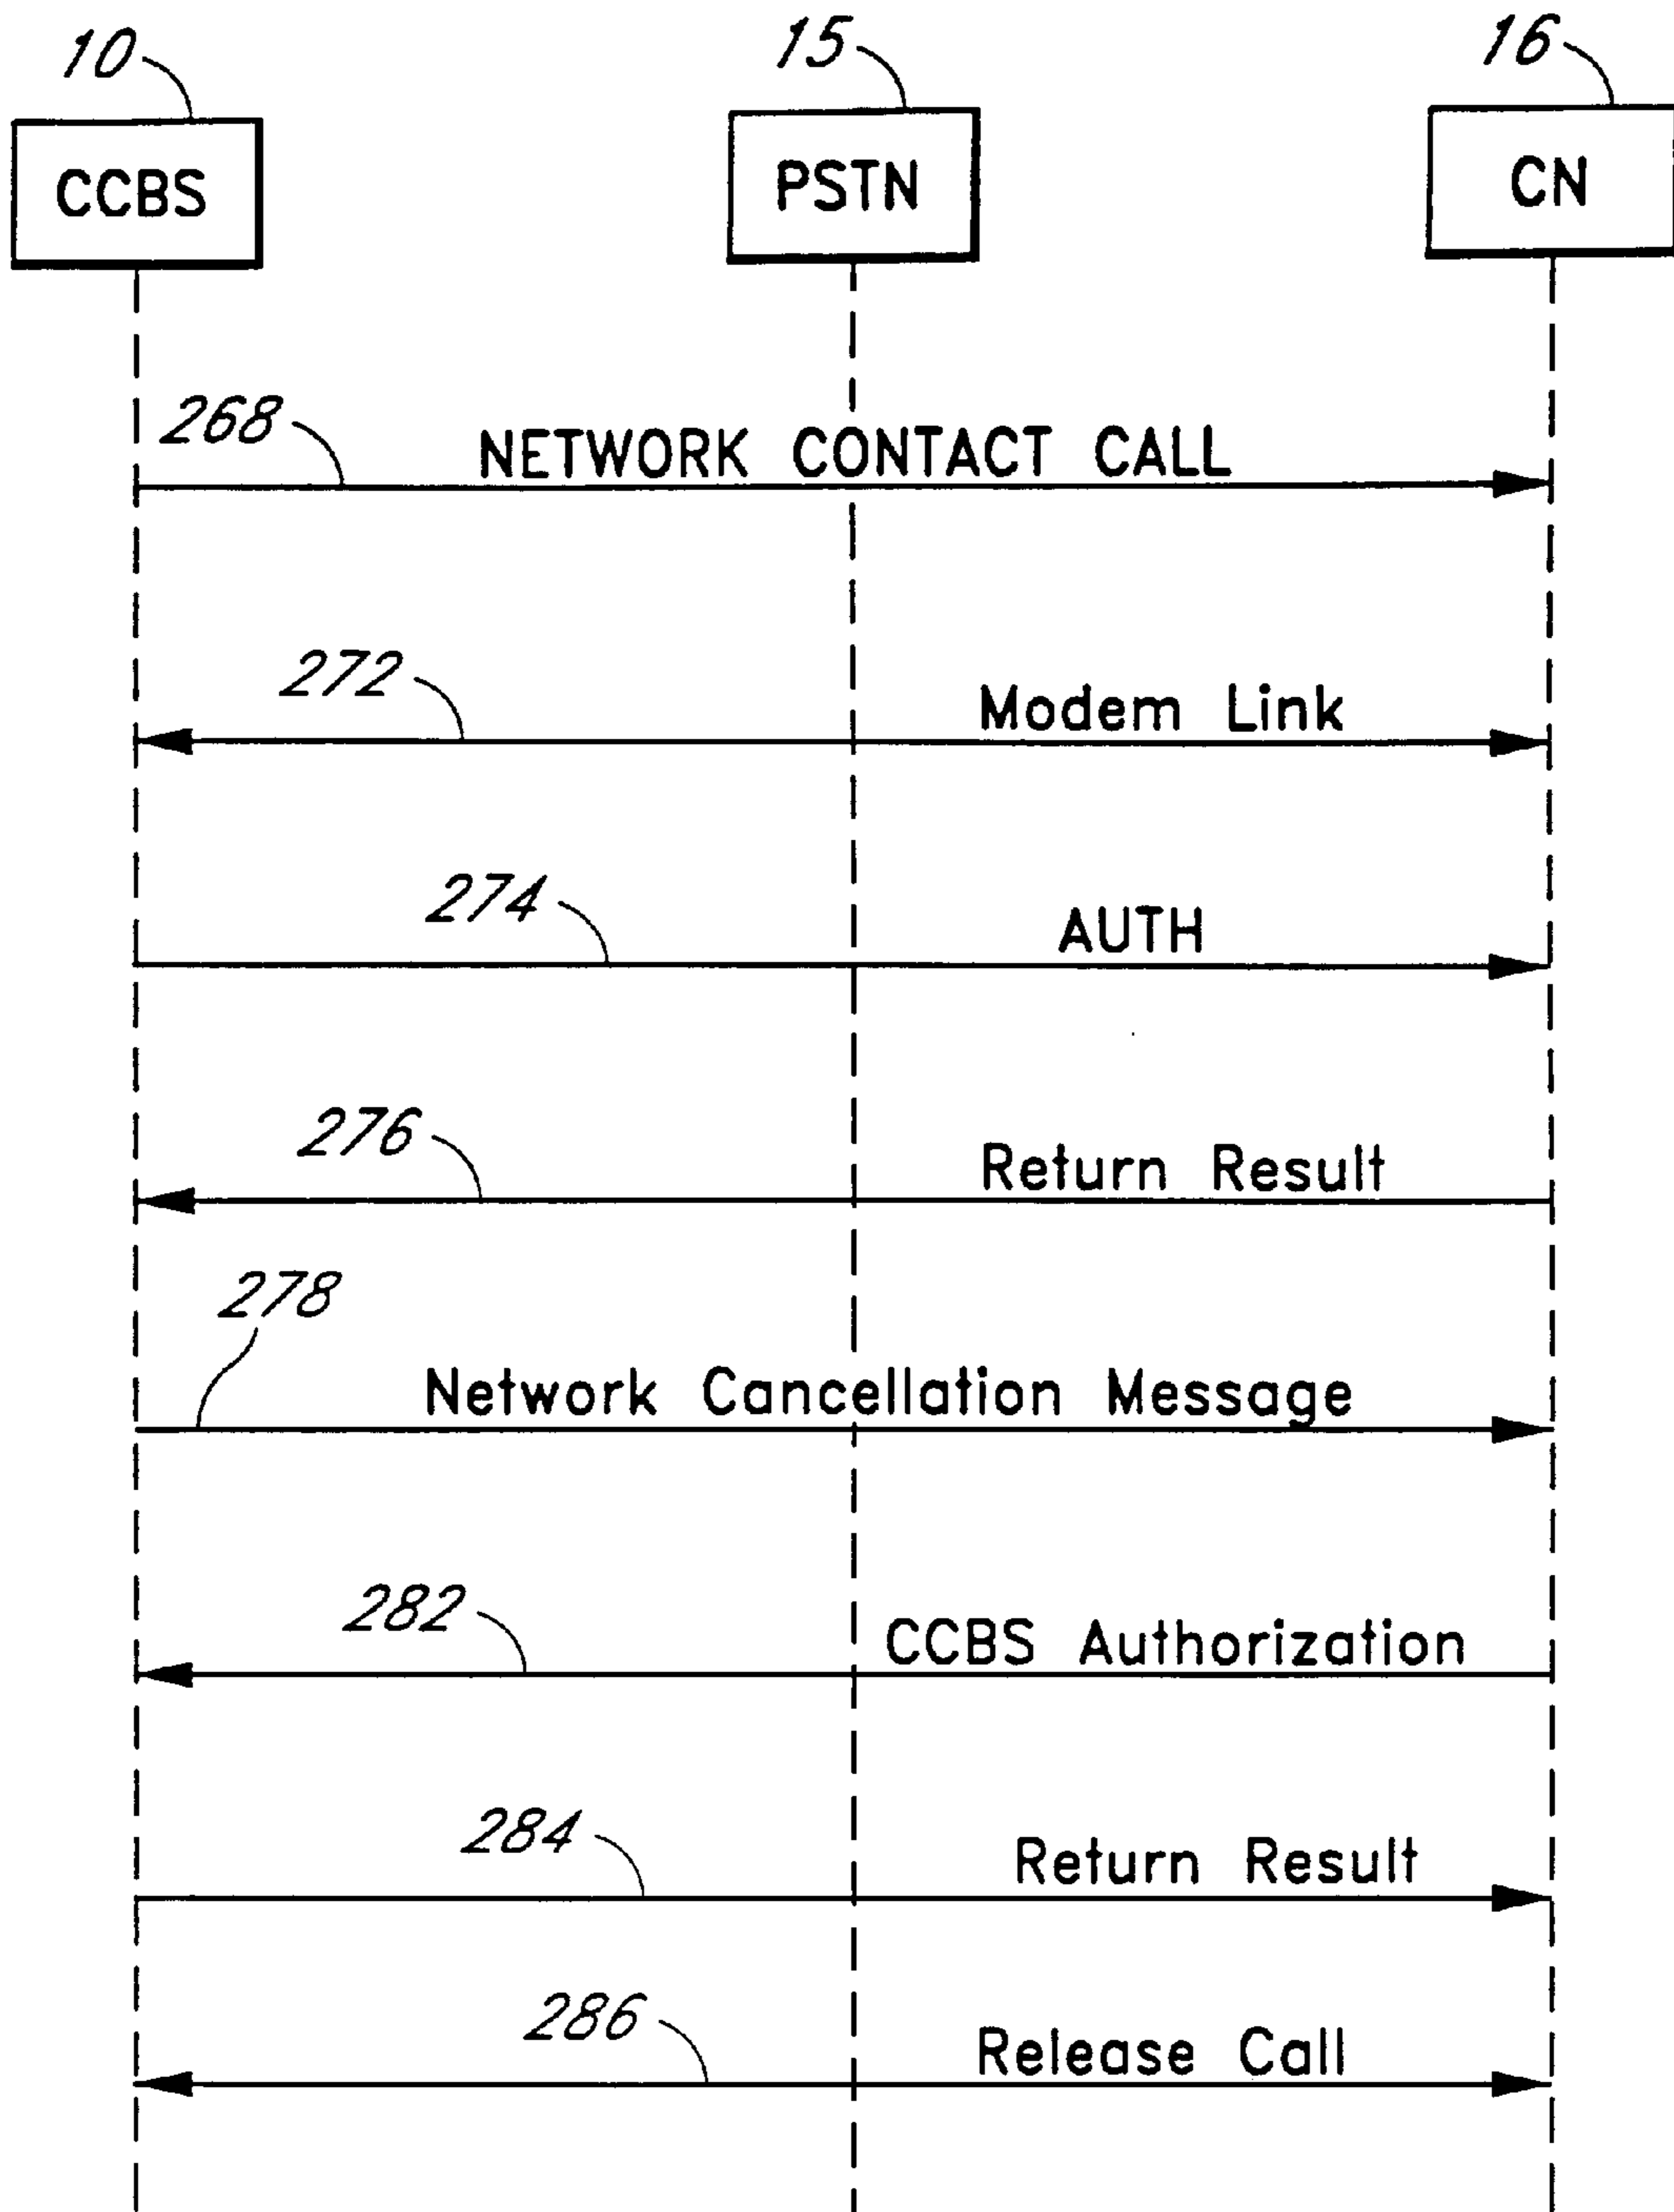 10
15
16
CCBS
PSTN
CN
268
NETWORK CONTACT CALL
272
Modem Link
274
AUTH
276
Return Result
278
Network Cancellation Message
282
CCBS Authorization
284
Return Result
286
Release Call